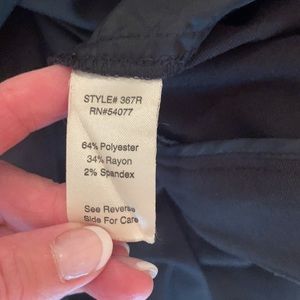 STYLE# 367R
RN#54077
64% Polyester
34% Rayon
2% Spandex
See Reverse
Side For Care